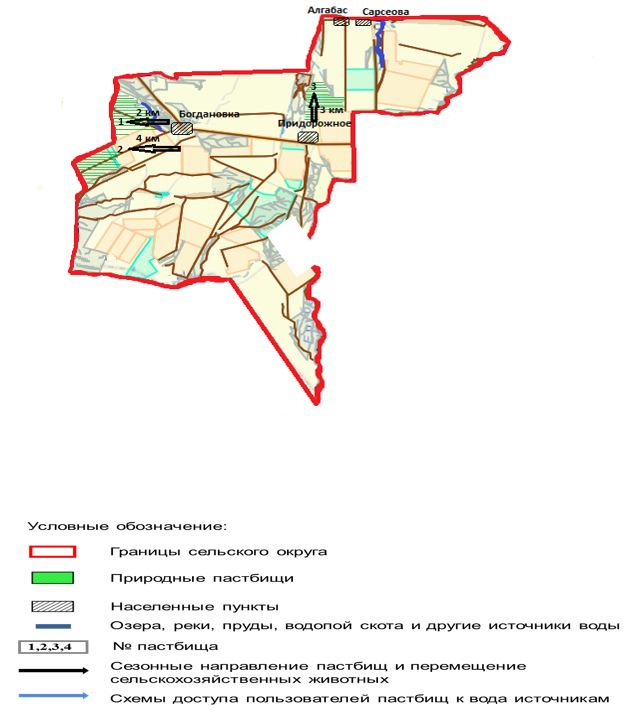 Алгабас Сарсеова
3
2 км Богдановка 3 км
1 Придорожное
4 км
2
Условные обозначение:
Границы сельского округа
Природные пастбищи
Населенные пункты
Озера, реки, пруды, водопой скота и другие источники воды
1,2,3,4 № пастбища
Сезонные направление пастбищ и перемещение
сельскохозяйственных животных
Схемы доступа пользователей пастбищ к вода источникам